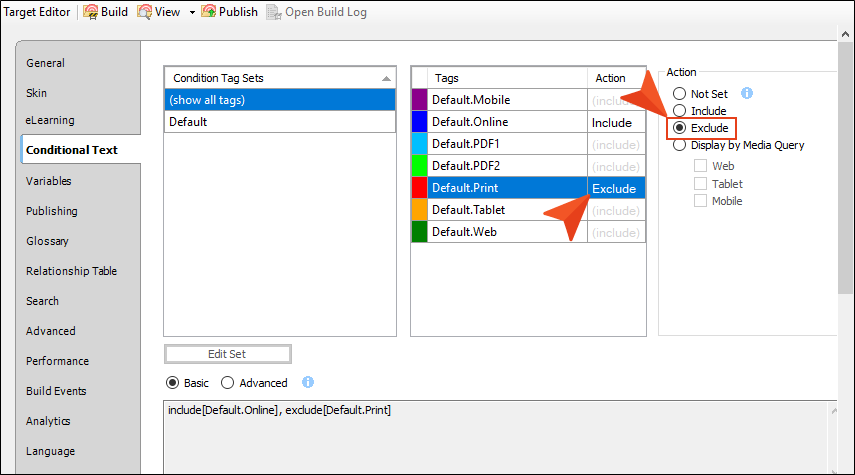 Target Editor Build View Publish Open Build Log
General
Skin
eLearning
Conditional Text
Variables
Publishing
Glossary
Relationship Table
Search
Advanced
Performance
Build Events
Analytics
Language
Condition Tag Sets
(show all tags)
Default
Tags Action
Default.Mobile (include)
Default.Online Include
Default.PDF1 (include)
Default.PDF2 (include)
Default.Print Exclude
Default.Tablet (include)
Default.Web (include)
Action
Not Set
Include
Exclude
Display by Media Query
Web
Tablet
Mobile
Edit Set
Basic Advanced
include[Default.Online], exclude[Default.Print]